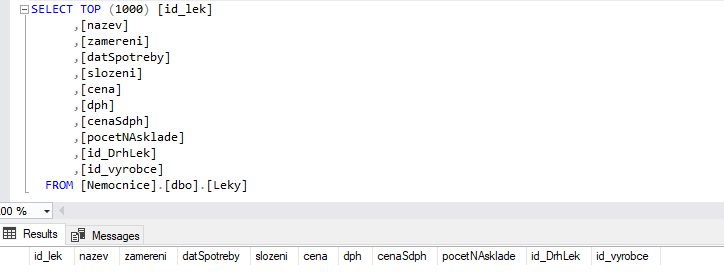 SELECT TOP (1000) [id_lek]
,[nazev]
,[zamereni]
,[datSpotreby]
,[slozeni]
,[cena]
,[dph]
,[cenaSdph]
,[pocetNAsklade]
,[id_DrhLek]
,[id_vyrobce]
FROM [Nemocnice].[dbo].[Leky]
00 %
Results Messages
id_lek nazev zamereni datSpotreby slozeni cena dph cenaSdph pocetNAsklade id_DrhLek id_vyrobce